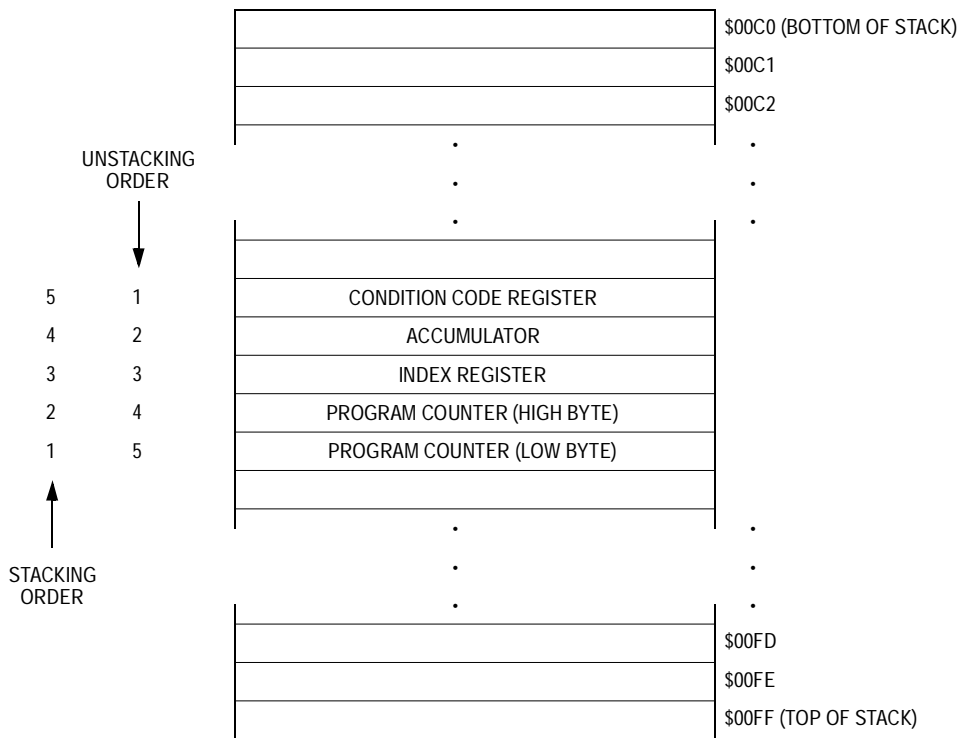 $00C0 (BOTTOM OF STACK)
$00C1
$00C2
UNSTACKING
ORDER
5 1 CONDITION CODE REGISTER
4 2 ACCUMULATOR
3 3 INDEX REGISTER
2 4 PROGRAM COUNTER (HIGH BYTE)
1 5 PROGRAM COUNTER (LOW BYTE)
STACKING
ORDER
$00FD
$00FE
$00FF (TOP OF STACK)